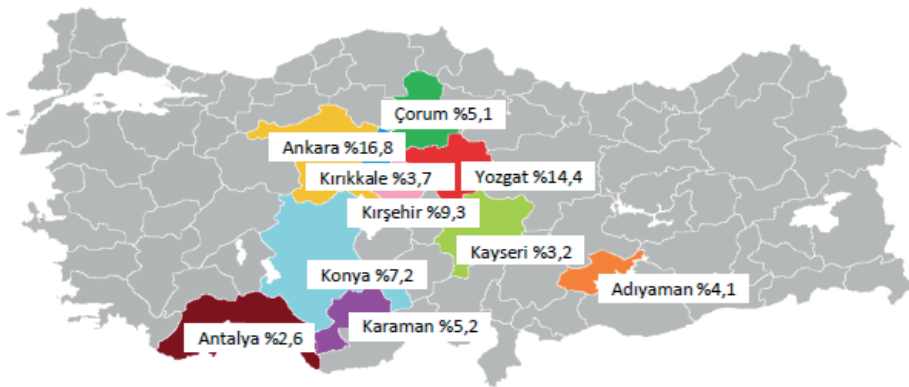 Çorum %5,1
Ankara %16,8
Kırıkkale %3,7
Yozgat %14,4
Kırşehir %9,3
Kayseri %3,2
Konya %7,2
Adıyaman %4,1
Karaman %5,2
Antalya %2,6